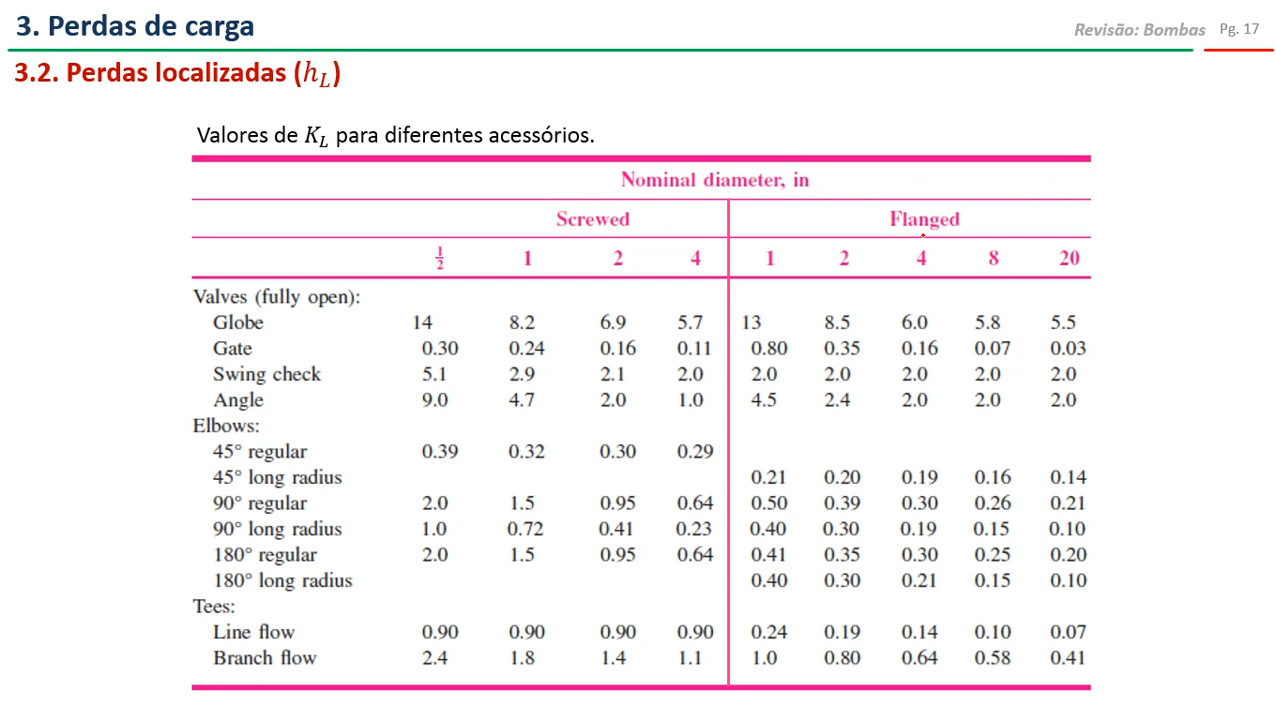 3. Perdas de carga
Revisão: Bombas Pg. 17
3.2. Perdas localizadas (h_L)
Valores de K_L para diferentes acessórios.
Nominal diameter, in
Screwed Flanged
½ 1 2 4 1 2 4 8 20
Valves (fully open):
Globe 14 8.2 6.9 5.7 13 8.5 6.0 5.8 5.5
Gate 0.30 0.24 0.16 0.11 0.80 0.35 0.16 0.07 0.03
Swing check 5.1 2.9 2.1 2.0 2.0 2.0 2.0 2.0 2.0
Angle 9.0 4.7 2.0 1.0 4.5 2.4 2.0 2.0 2.0
Elbows:
45° regular 0.39 0.32 0.30 0.29
45° long radius 0.21 0.20 0.19 0.16 0.14
90° regular 2.0 1.5 0.95 0.64 0.50 0.39 0.30 0.26 0.21
90° long radius 1.0 0.72 0.41 0.23 0.40 0.30 0.19 0.15 0.10
180° regular 2.0 1.5 0.95 0.64 0.41 0.35 0.30 0.25 0.20
180° long radius 0.40 0.30 0.21 0.15 0.10
Tees:
Line flow 0.90 0.90 0.90 0.90 0.24 0.19 0.14 0.10 0.07
Branch flow 2.4 1.8 1.4 1.1 1.0 0.80 0.64 0.58 0.41